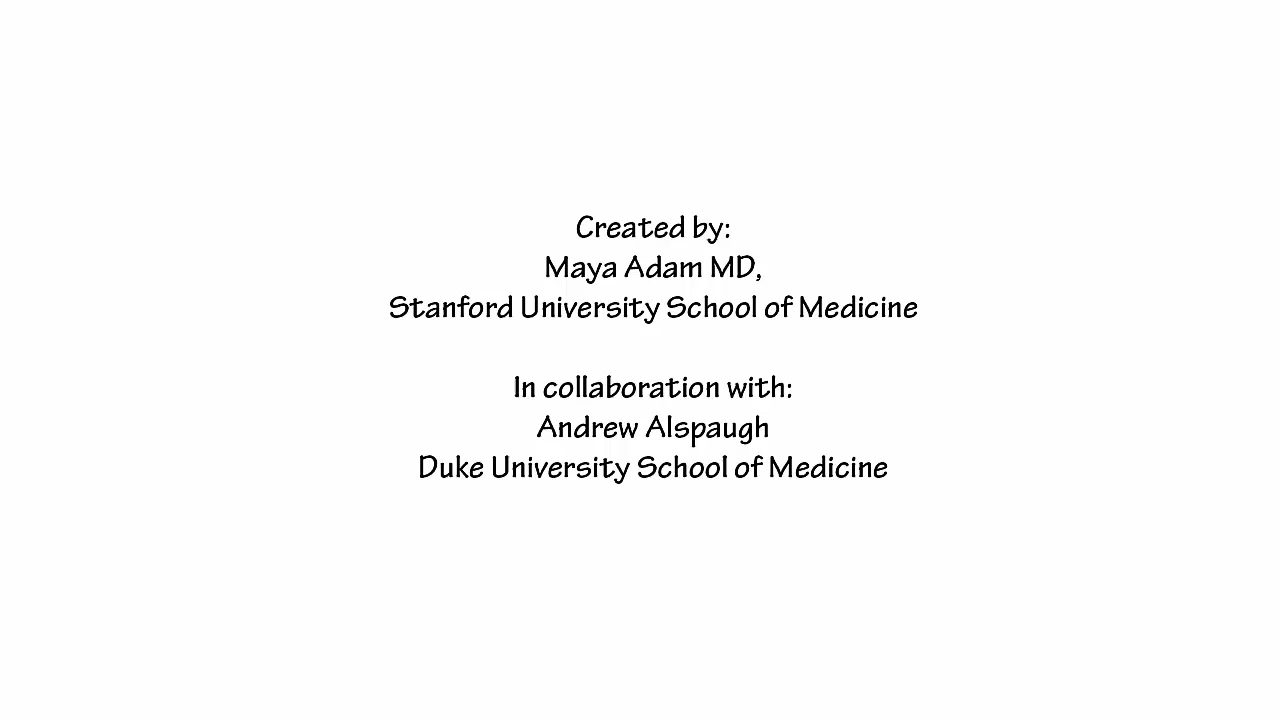 Created by:
Maya Adam MD,
Stanford University School of Medicine
In collaboration with:
Andrew Alspaugh
Duke University School of Medicine